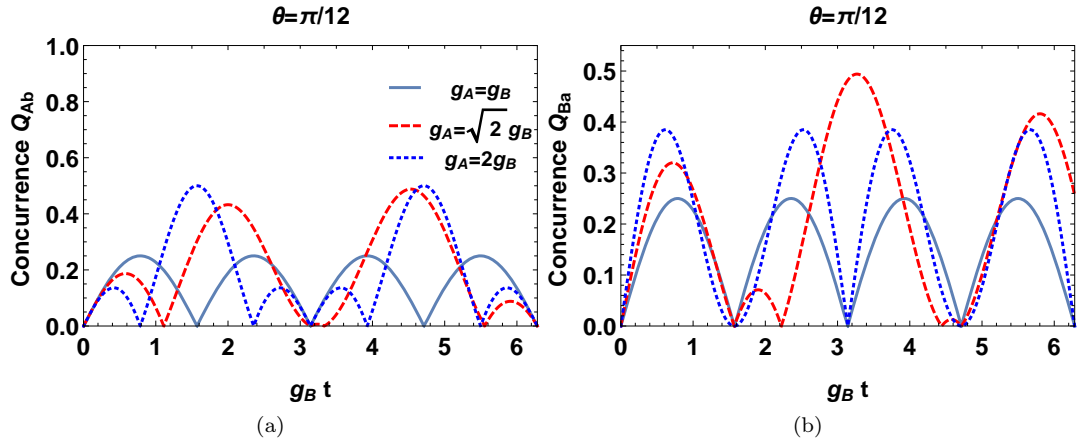 θ=π/12
1.0
0.8
0.6
0.4
0.2
0.0
Concurrence Q_Ab
g_A=g_B
g_A=√2 g_B
g_A=2g_B
0 1 2 3 4 5 6
g_B t
(a)
θ=π/12
0.5
0.4
0.3
0.2
0.1
0.0
Concurrence Q_Ba
0 1 2 3 4 5 6
g_B t
(b)